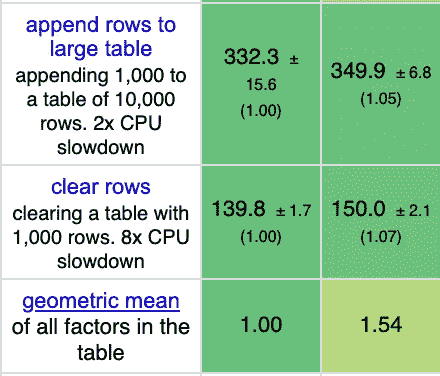 append rows to
large table
appending 1,000 to
a table of 10,000
rows. 2x CPU
slowdown
332.3 ±
15.6
(1.00)
349.9 ±6.8
(1.05)
clear rows
clearing a table with
1,000 rows. 8x CPU
slowdown
139.8 ±1.7
(1.00)
150.0 ±2.1
(1.07)
geometric mean
of all factors in the
table
1.00
1.54